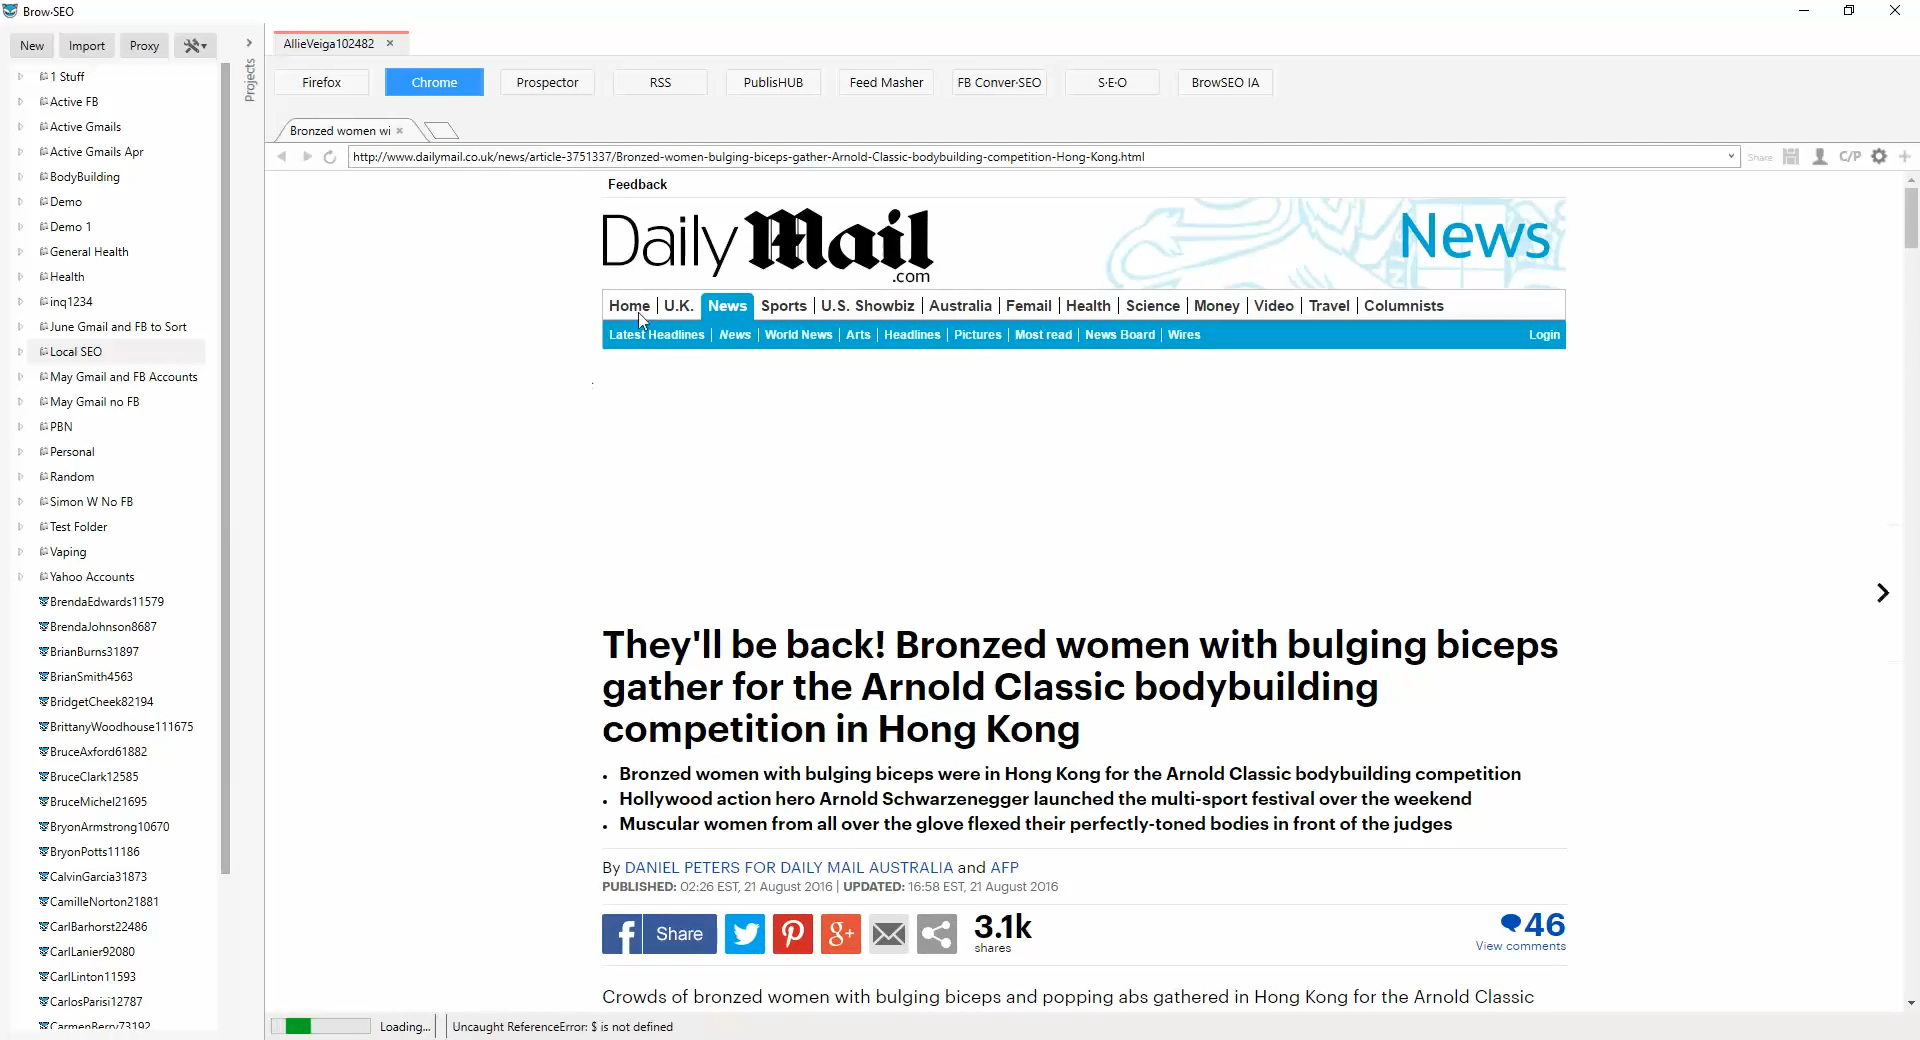 Brow·SEO
New
Import
Proxy
1 Stuff
Active FB
Active Gmails
Active Gmails Apr
BodyBuilding
Demo
Demo 1
General Health
Health
inq1234
June Gmail and FB to Sort
Local SEO
May Gmail and FB Accounts
May Gmail no FB
PBN
Personal
Random
Simon W No FB
Test Folder
Vaping
Yahoo Accounts
BrendaEdwards11579
BrendaJohnson8687
BrianBurns31897
BrianSmith4563
BridgetCheek82194
BrittanyWoodhouse111675
BruceAxford61882
BruceClark12585
BruceMichel21695
BryonArmstrong10670
BryonPotts11186
CalvinGarcia31873
CamilleNorton21881
CarlBarhorst22486
CarlLanier92080
CarlLinton11593
CarlosParisi12787
CarmenBerry73192
Projects
AllieVeiga102482
Firefox
Chrome
Prospector
RSS
PublisHUB
Feed Masher
FB Conver·SEO
S·E·O
BrowSEO IA
Bronzed women wi
http://www.dailymail.co.uk/news/article-3751337/Bronzed-women-bulging-biceps-gather-Arnold-Classic-bodybuilding-competition-Hong-Kong.html
Share
C/P
Feedback
Daily Mail
.com
News
Home U.K. News Sports U.S. Showbiz Australia Femail Health Science Money Video Travel Columnists
Latest Headlines News World News Arts Headlines Pictures Most read News Board Wires Login
They'll be back! Bronzed women with bulging biceps
gather for the Arnold Classic bodybuilding
competition in Hong Kong
• Bronzed women with bulging biceps were in Hong Kong for the Arnold Classic bodybuilding competition
• Hollywood action hero Arnold Schwarzenegger launched the multi-sport festival over the weekend
• Muscular women from all over the glove flexed their perfectly-toned bodies in front of the judges
By DANIEL PETERS FOR DAILY MAIL AUSTRALIA and AFP
PUBLISHED: 02:26 EST, 21 August 2016 | UPDATED: 16:58 EST, 21 August 2016
Share
g+
3.1k
shares
46
View comments
Crowds of bronzed women with bulging biceps and popping abs gathered in Hong Kong for the Arnold Classic
Loading...
Uncaught ReferenceError: $ is not defined